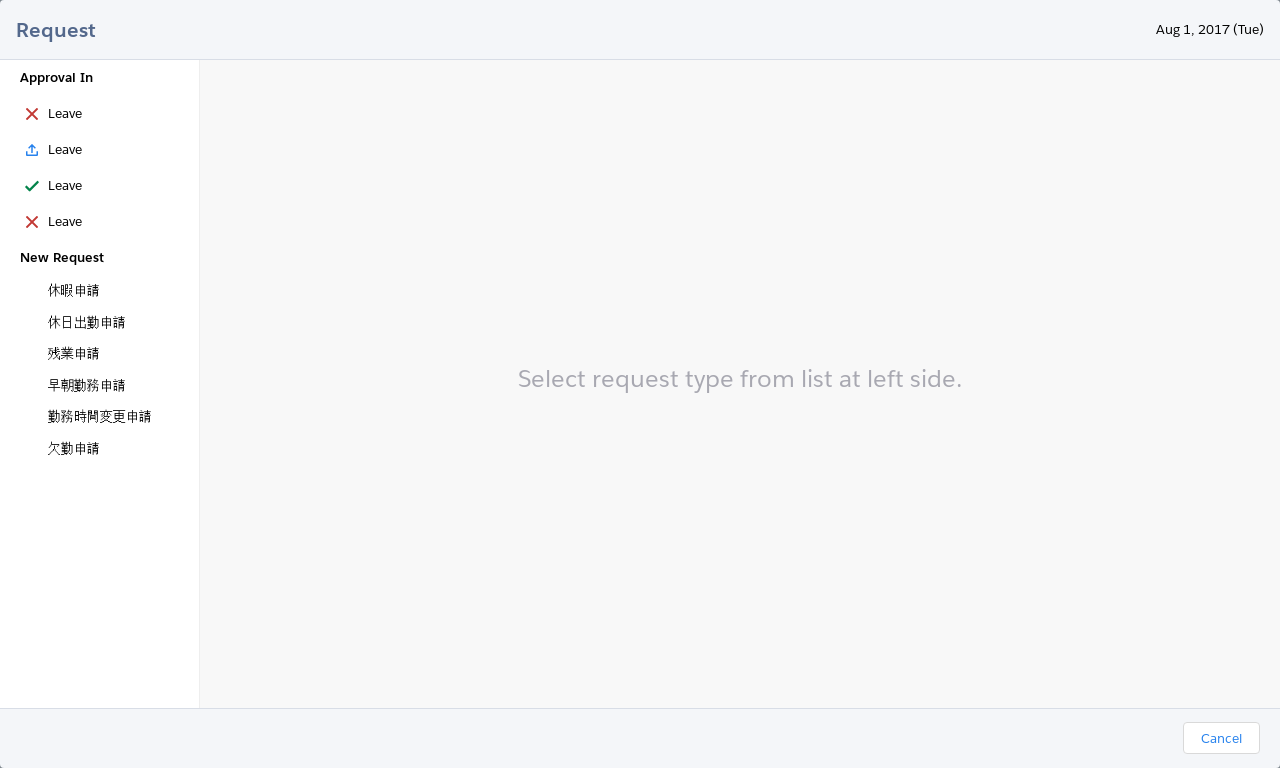 Request
Aug 1, 2017 (Tue)
Approval In
Leave
Leave
Leave
Leave
New Request
休暇申請
休日出勤申請
残業申請
早朝勤務申請
勤務時間変更申請
欠勤申請
Select request type from list at left side.
Cancel